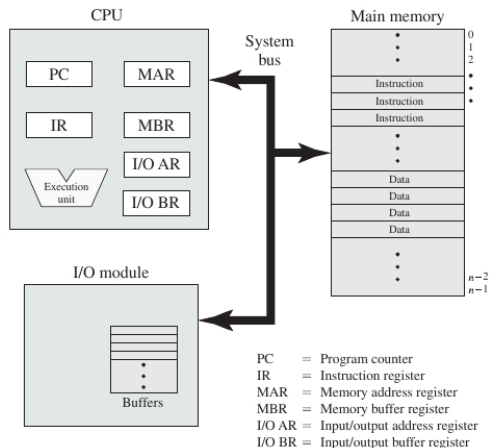 CPU
PC
MAR
IR
MBR
I/O AR
Execution
unit
I/O BR
System
bus
Main memory
0
1
2
Instruction
Instruction
Instruction
Data
Data
Data
Data
n–2
n–1
I/O module
Buffers
PC = Program counter
IR = Instruction register
MAR = Memory address register
MBR = Memory buffer register
I/O AR = Input/output address register
I/O BR = Input/output buffer register